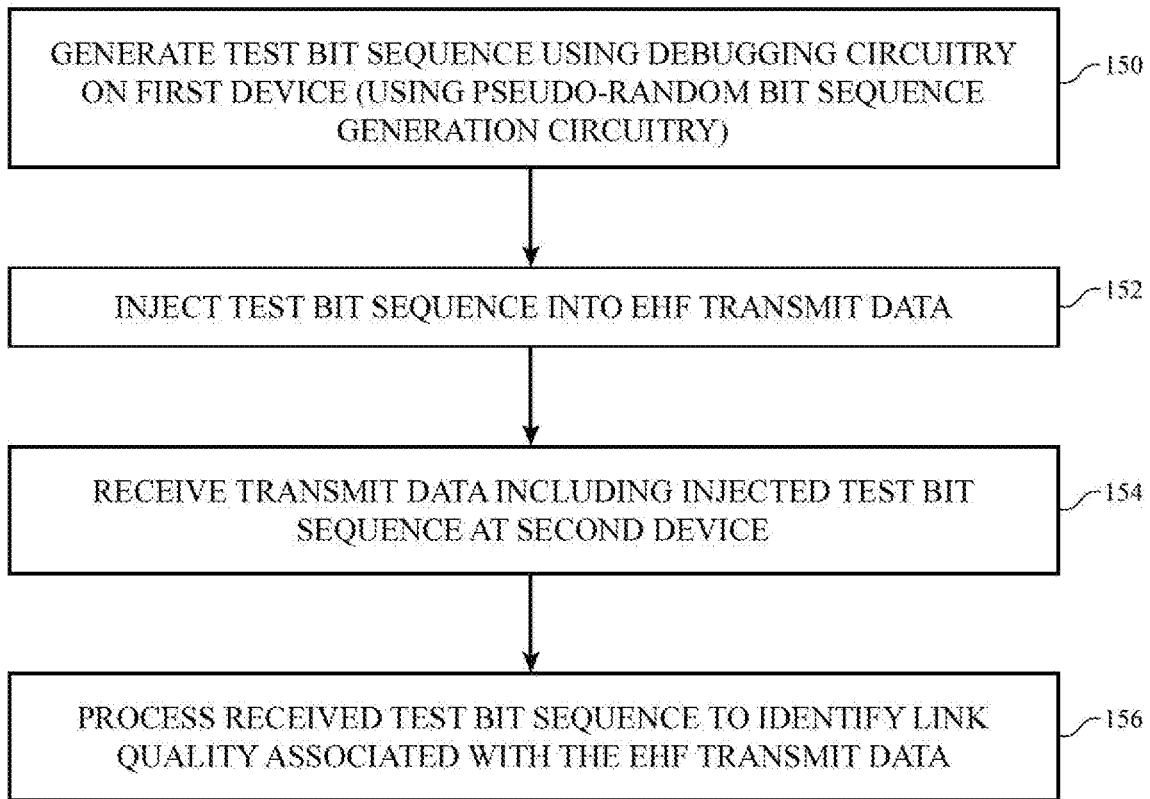 GENERATE TEST BIT SEQUENCE USING DEBUGGING CIRCUITRY
ON FIRST DEVICE (USING PSEUDO-RANDOM BIT SEQUENCE
GENERATION CIRCUITRY)
150
INJECT TEST BIT SEQUENCE INTO EHF TRANSMIT DATA
152
RECEIVE TRANSMIT DATA INCLUDING INJECTED TEST BIT
SEQUENCE AT SECOND DEVICE
154
PROCESS RECEIVED TEST BIT SEQUENCE TO IDENTIFY LINK
QUALITY ASSOCIATED WITH THE EHF TRANSMIT DATA
156